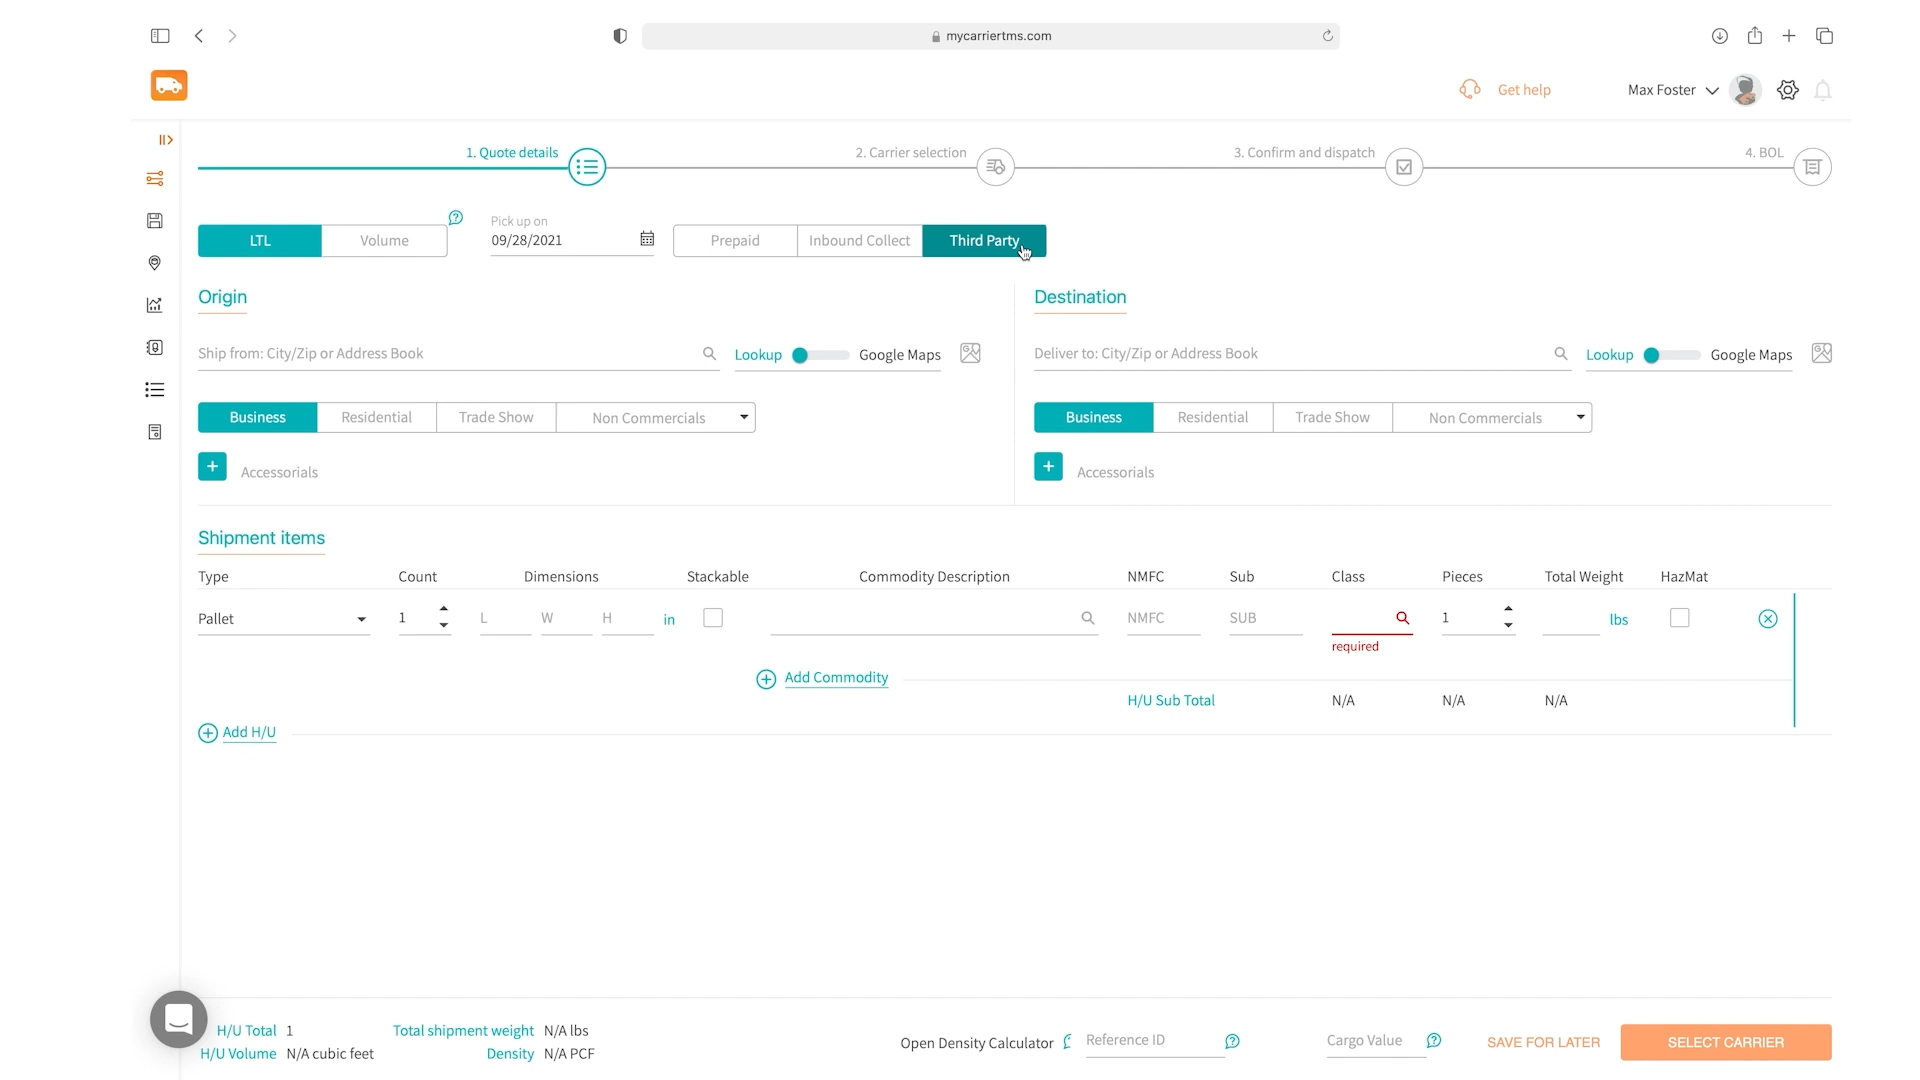 mycarriertms.com
Get help
Max Foster
1. Quote details
2. Carrier selection
3. Confirm and dispatch
4. BOL
LTL Volume
Pick up on
09/28/2021
Prepaid Inbound Collect Third Party
Origin
Ship from: City/Zip or Address Book
Lookup Google Maps
Business Residential Trade Show Non Commercials
+ Accessorials
Destination
Deliver to: City/Zip or Address Book
Lookup Google Maps
Business Residential Trade Show Non Commercials
+ Accessorials
Shipment items
Type Count Dimensions Stackable Commodity Description NMFC Sub Class Pieces Total Weight HazMat
Pallet 1 L W H in NMFC SUB 1 lbs
required
Add Commodity
H/U Sub Total N/A N/A N/A
Add H/U
H/U Total 1 Total shipment weight N/A lbs
H/U Volume N/A cubic feet Density N/A PCF
Open Density Calculator Reference ID Cargo Value SAVE FOR LATER SELECT CARRIER